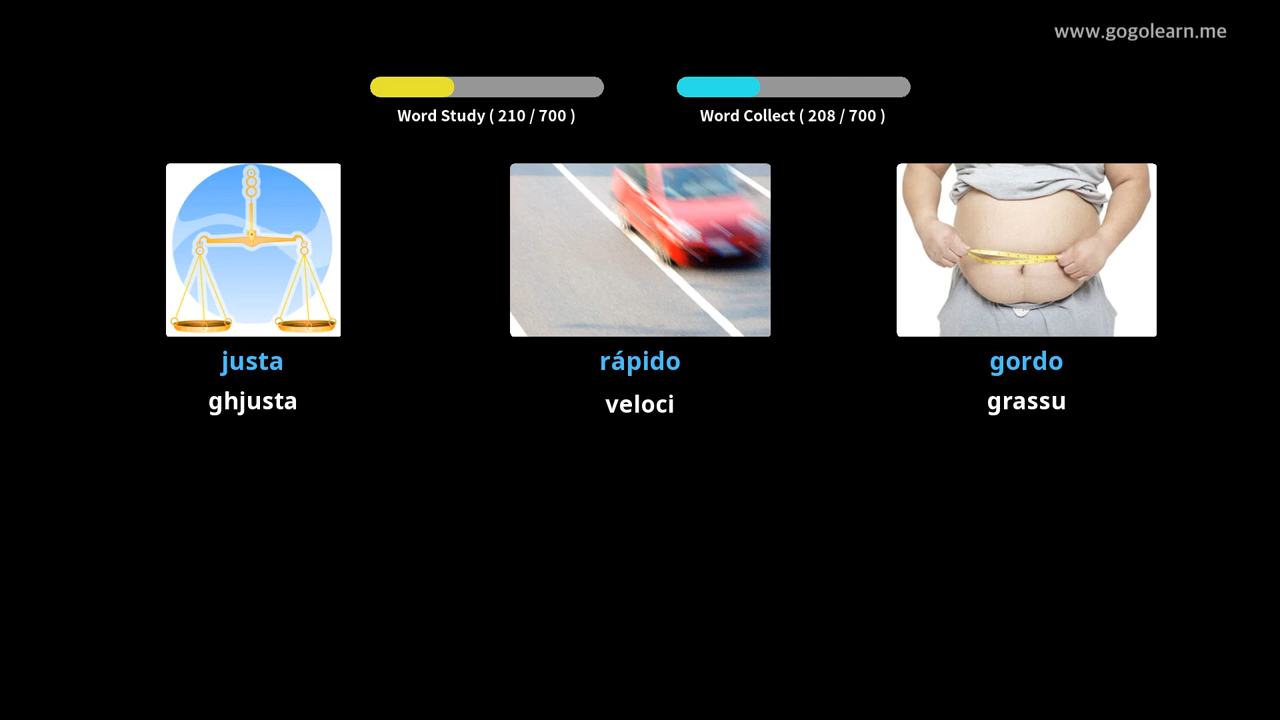 www.gogolearn.me
Word Study ( 210 / 700 )
Word Collect ( 208 / 700 )
justa
rápido
gordo
ghjusta
veloci
grassu